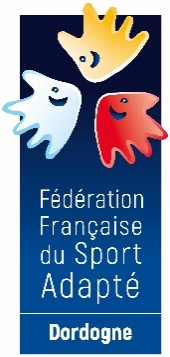 Fédération
Française
du Sport
Adapté
Dordogne